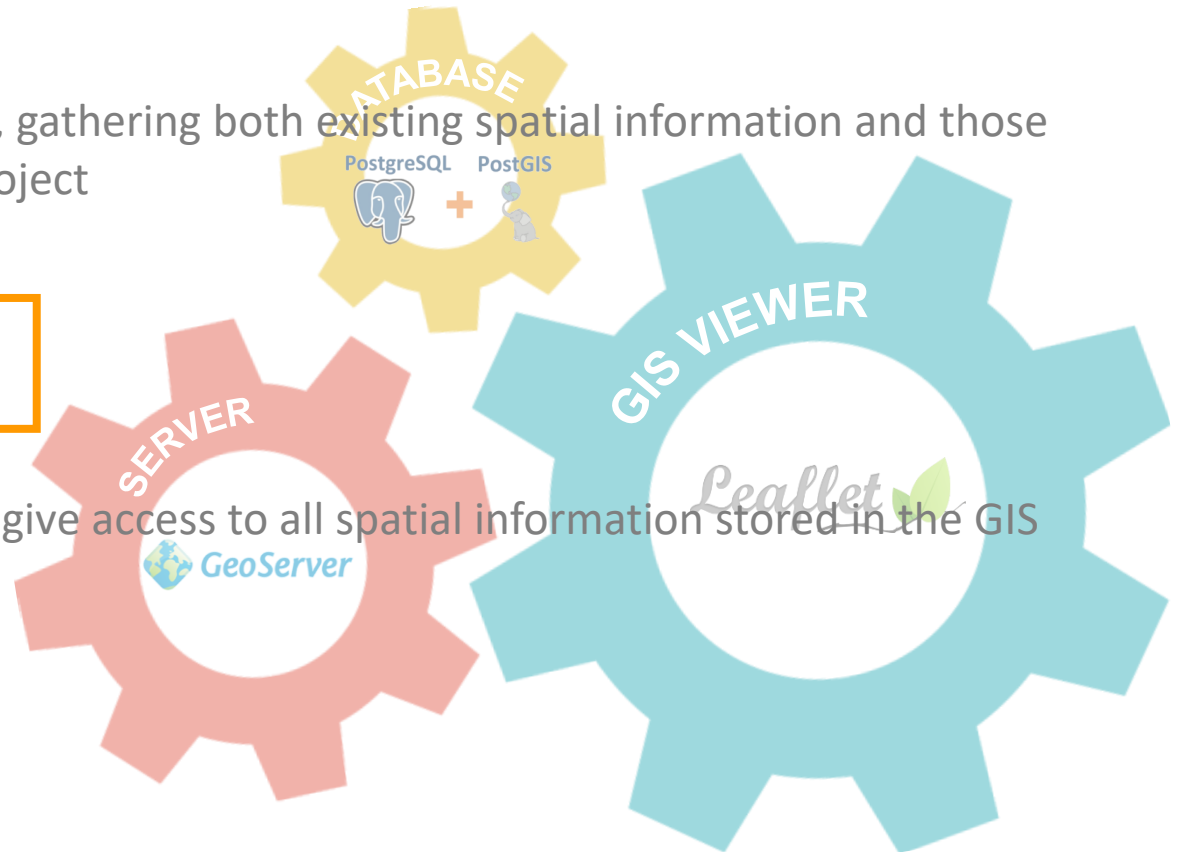 DATABASE
, gathering both existing spatial information and those
oject
PostgreSQL PostGIS
+
GIS VIEWER
SERVER
Leaflet
give access to all spatial information stored in the GIS
GeoServer